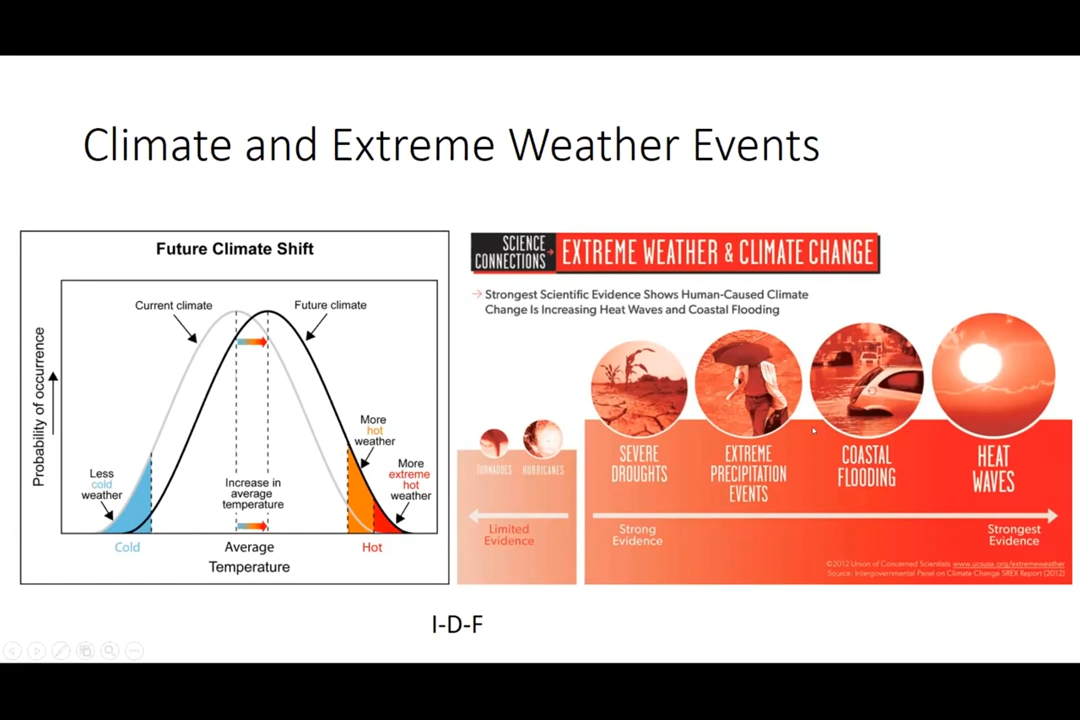 Climate and Extreme Weather Events
Future Climate Shift
Probability of occurrence
Current climate
Future climate
Less
cold
weather
Increase in
average
temperature
More
hot
weather
More
extreme
hot
weather
Cold
Average
Hot
Temperature
SCIENCE
CONNECTIONS
EXTREME WEATHER & CLIMATE CHANGE
Strongest Scientific Evidence Shows Human-Caused Climate
Change Is Increasing Heat Waves and Coastal Flooding
TORNADOES
HURRICANES
SEVERE
DROUGHTS
EXTREME
PRECIPITATION
EVENTS
COASTAL
FLOODING
HEAT
WAVES
Limited
Evidence
Strong
Evidence
Strongest
Evidence
©2012 Union of Concerned Scientists www.ucsusa.org/extremeweather
Source: Intergovernmental Panel on Climate Change SREX Report (2012)
I-D-F